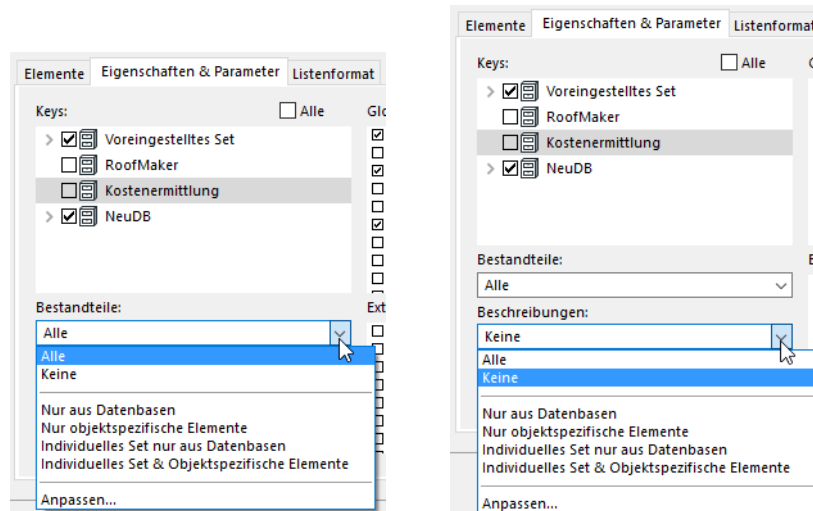 Elemente Eigenschaften & Parameter Listenformat
Keys: Alle Glo
Voreingestelltes Set
RoofMaker
Kostenermittlung
NeuDB
Bestandteile: Ext
Alle
Alle
Keine
Nur aus Datenbasen
Nur objektspezifische Elemente
Individuelles Set nur aus Datenbasen
Individuelles Set & Objektspezifische Elemente
Anpassen...
Elemente Eigenschaften & Parameter Listenformat
Keys: Alle
Voreingestelltes Set
RoofMaker
Kostenermittlung
NeuDB
Bestandteile:
Alle
Beschreibungen:
Keine
Alle
Keine
Nur aus Datenbasen
Nur objektspezifische Elemente
Individuelles Set nur aus Datenbasen
Individuelles Set & Objektspezifische Elemente
Anpassen...